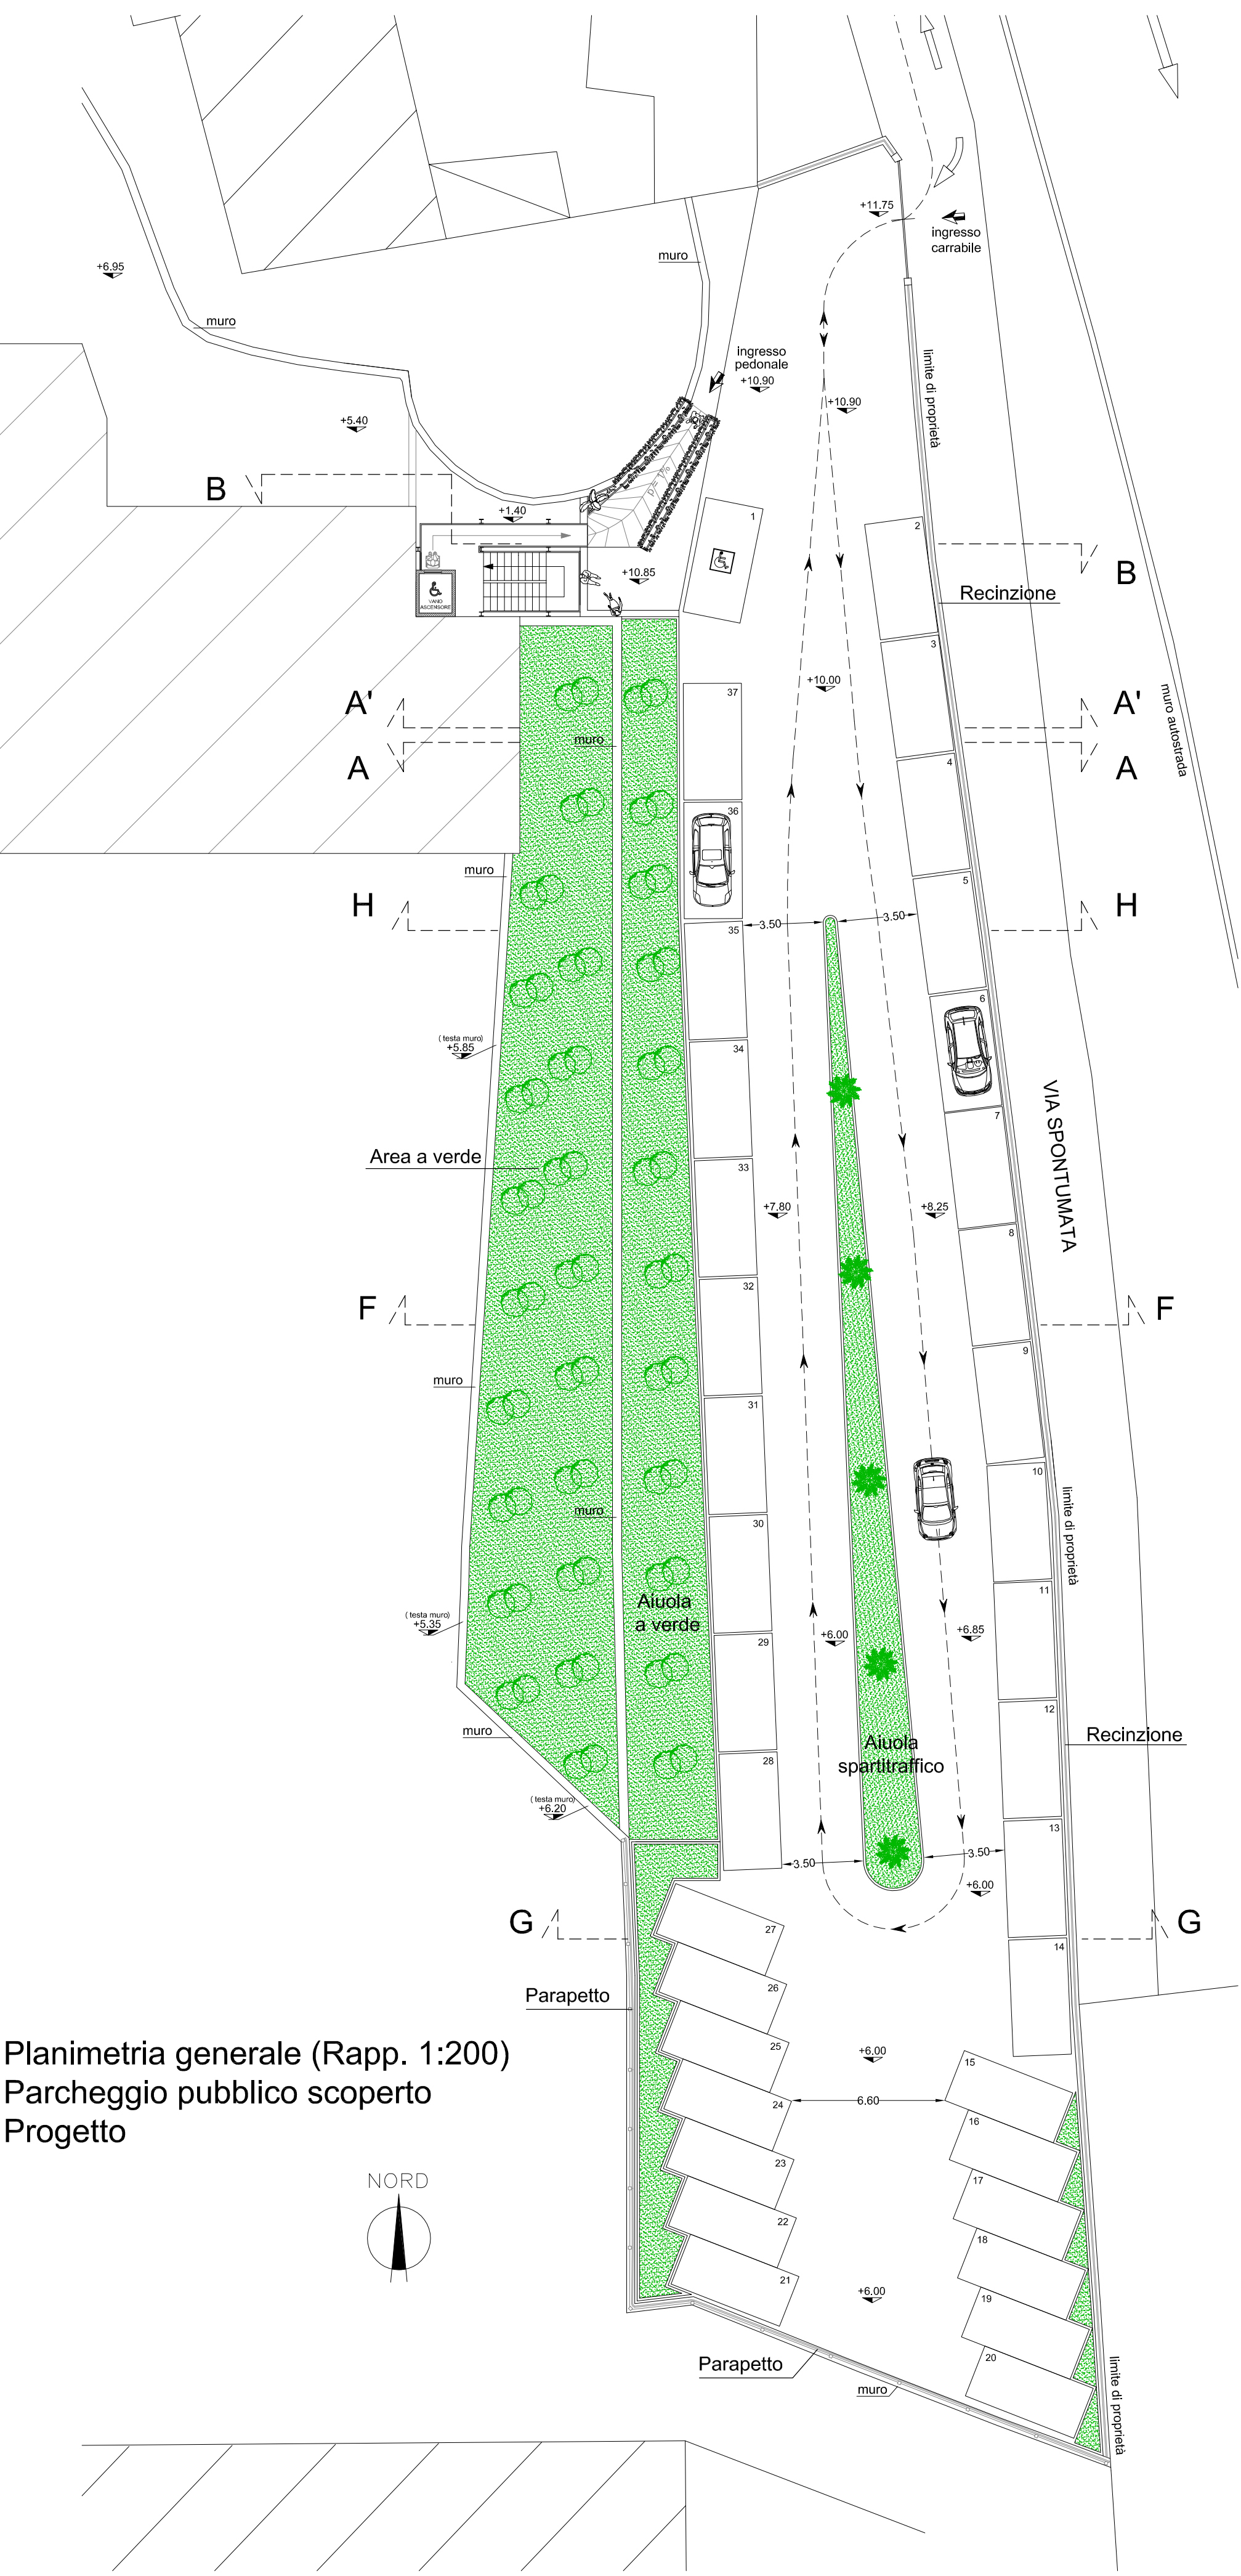 +11.75
ingresso
carrabile
muro
+6.95
muro
limite di proprietà
ingresso
pedonale
+10.90
+10.90
+5.40
B
+1.40
1
2
B
+10.85
VANO
ASCENSORE
Recinzione
3
+10.00
A'
37
A'
muro autostrada
muro
A
4
A
36
muro
5
H
H
3.50
3.50
35
6
( testa muro)
+5.85
34
VIA SPONTUMATA
7
Area a verde
33
+7.80
+8.25
8
32
F
F
9
muro
31
10
limite di proprietà
muro
30
11
Aiuola
a verde
( testa muro)
+5.35
+6.00
+6.85
29
12
muro
Recinzione
Aiuola
spartitraffico
28
( testa muro)
+6.20
13
3.50
3.50
+6.00
G
27
14
G
26
Parapetto
25
+6.00
15
Planimetria generale (Rapp. 1:200)
Parcheggio pubblico scoperto
Progetto
24
6.60
16
23
17
NORD
22
18
21
+6.00
19
20
Parapetto
muro
limite di proprietà